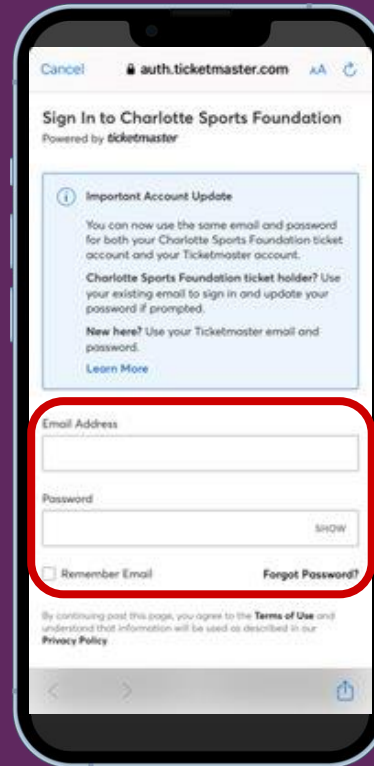 Cancel auth.ticketmaster.com AA
Sign In to Charlotte Sports Foundation
Powered by ticketmaster
i Important Account Update
You can now use the same email and password
for both your Charlotte Sports Foundation ticket
account and your Ticketmaster account.
Charlotte Sports Foundation ticket holder? Use
your existing email to sign in and update your
password if prompted.
New here? Use your Ticketmaster email and
password.
Learn More
Email Address
Password
SHOW
Remember Email Forgot Password?
By continuing past this page, you agree to the Terms of Use and
understand that information will be used as described in our
Privacy Policy